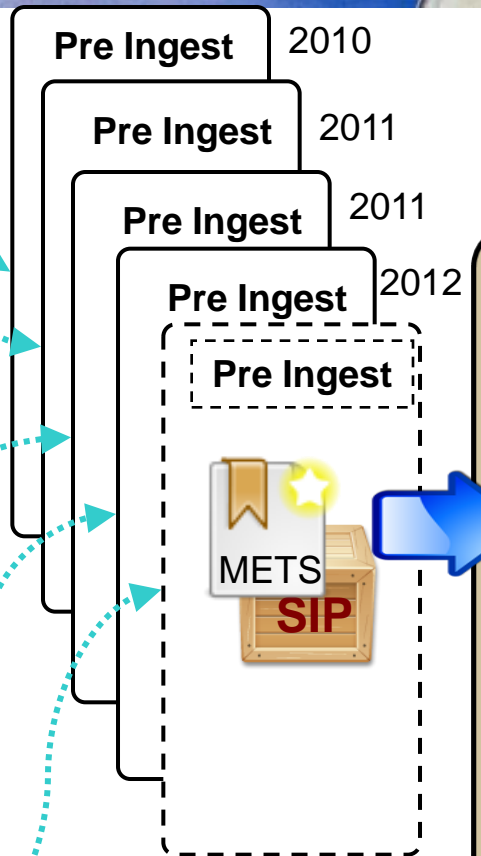 Pre Ingest 2010
Pre Ingest 2011
Pre Ingest 2011
Pre Ingest 2012
Pre Ingest
METS
SIP